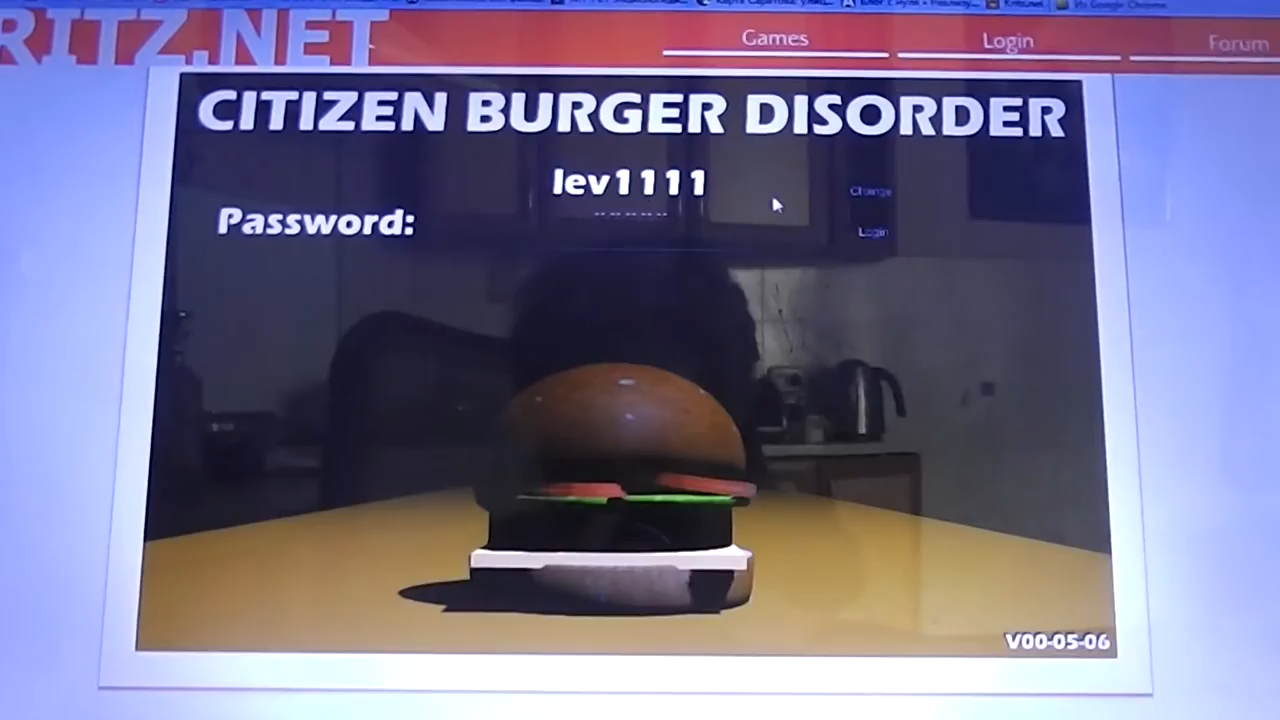 RITZ.NET
Games
Login
Forum
CITIZEN BURGER DISORDER
lev1111
Change
Password:
Login
V00-05-06